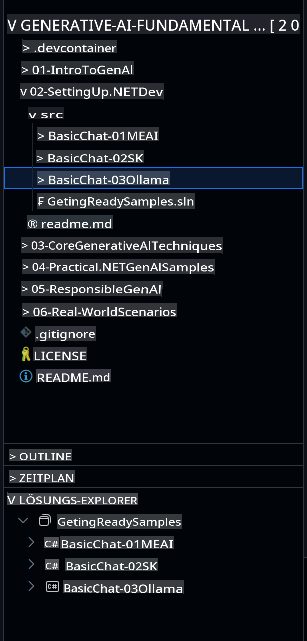 V GENERATIVE-AI-FUNDAMENTAL ... [ 2 0
> .devcontainer
> 01-IntroToGenAI
v 02-SettingUp.NETDev
v src
> BasicChat-01MEAI
> BasicChat-02SK
> BasicChat-03Ollama
F GetingReadySamples.sln
® readme.md
> 03-CoreGenerativeAITechniques
> 04-Practical.NETGenAISamples
> 05-ResponsibleGenAI
> 06-Real-WorldScenarios
.gitignore
LICENSE
README.md
> OUTLINE
> ZEITPLAN
V LÖSUNGS-EXPLORER
GetingReadySamples
> C# BasicChat-01MEAI
> C# BasicChat-02SK
> C# BasicChat-03Ollama